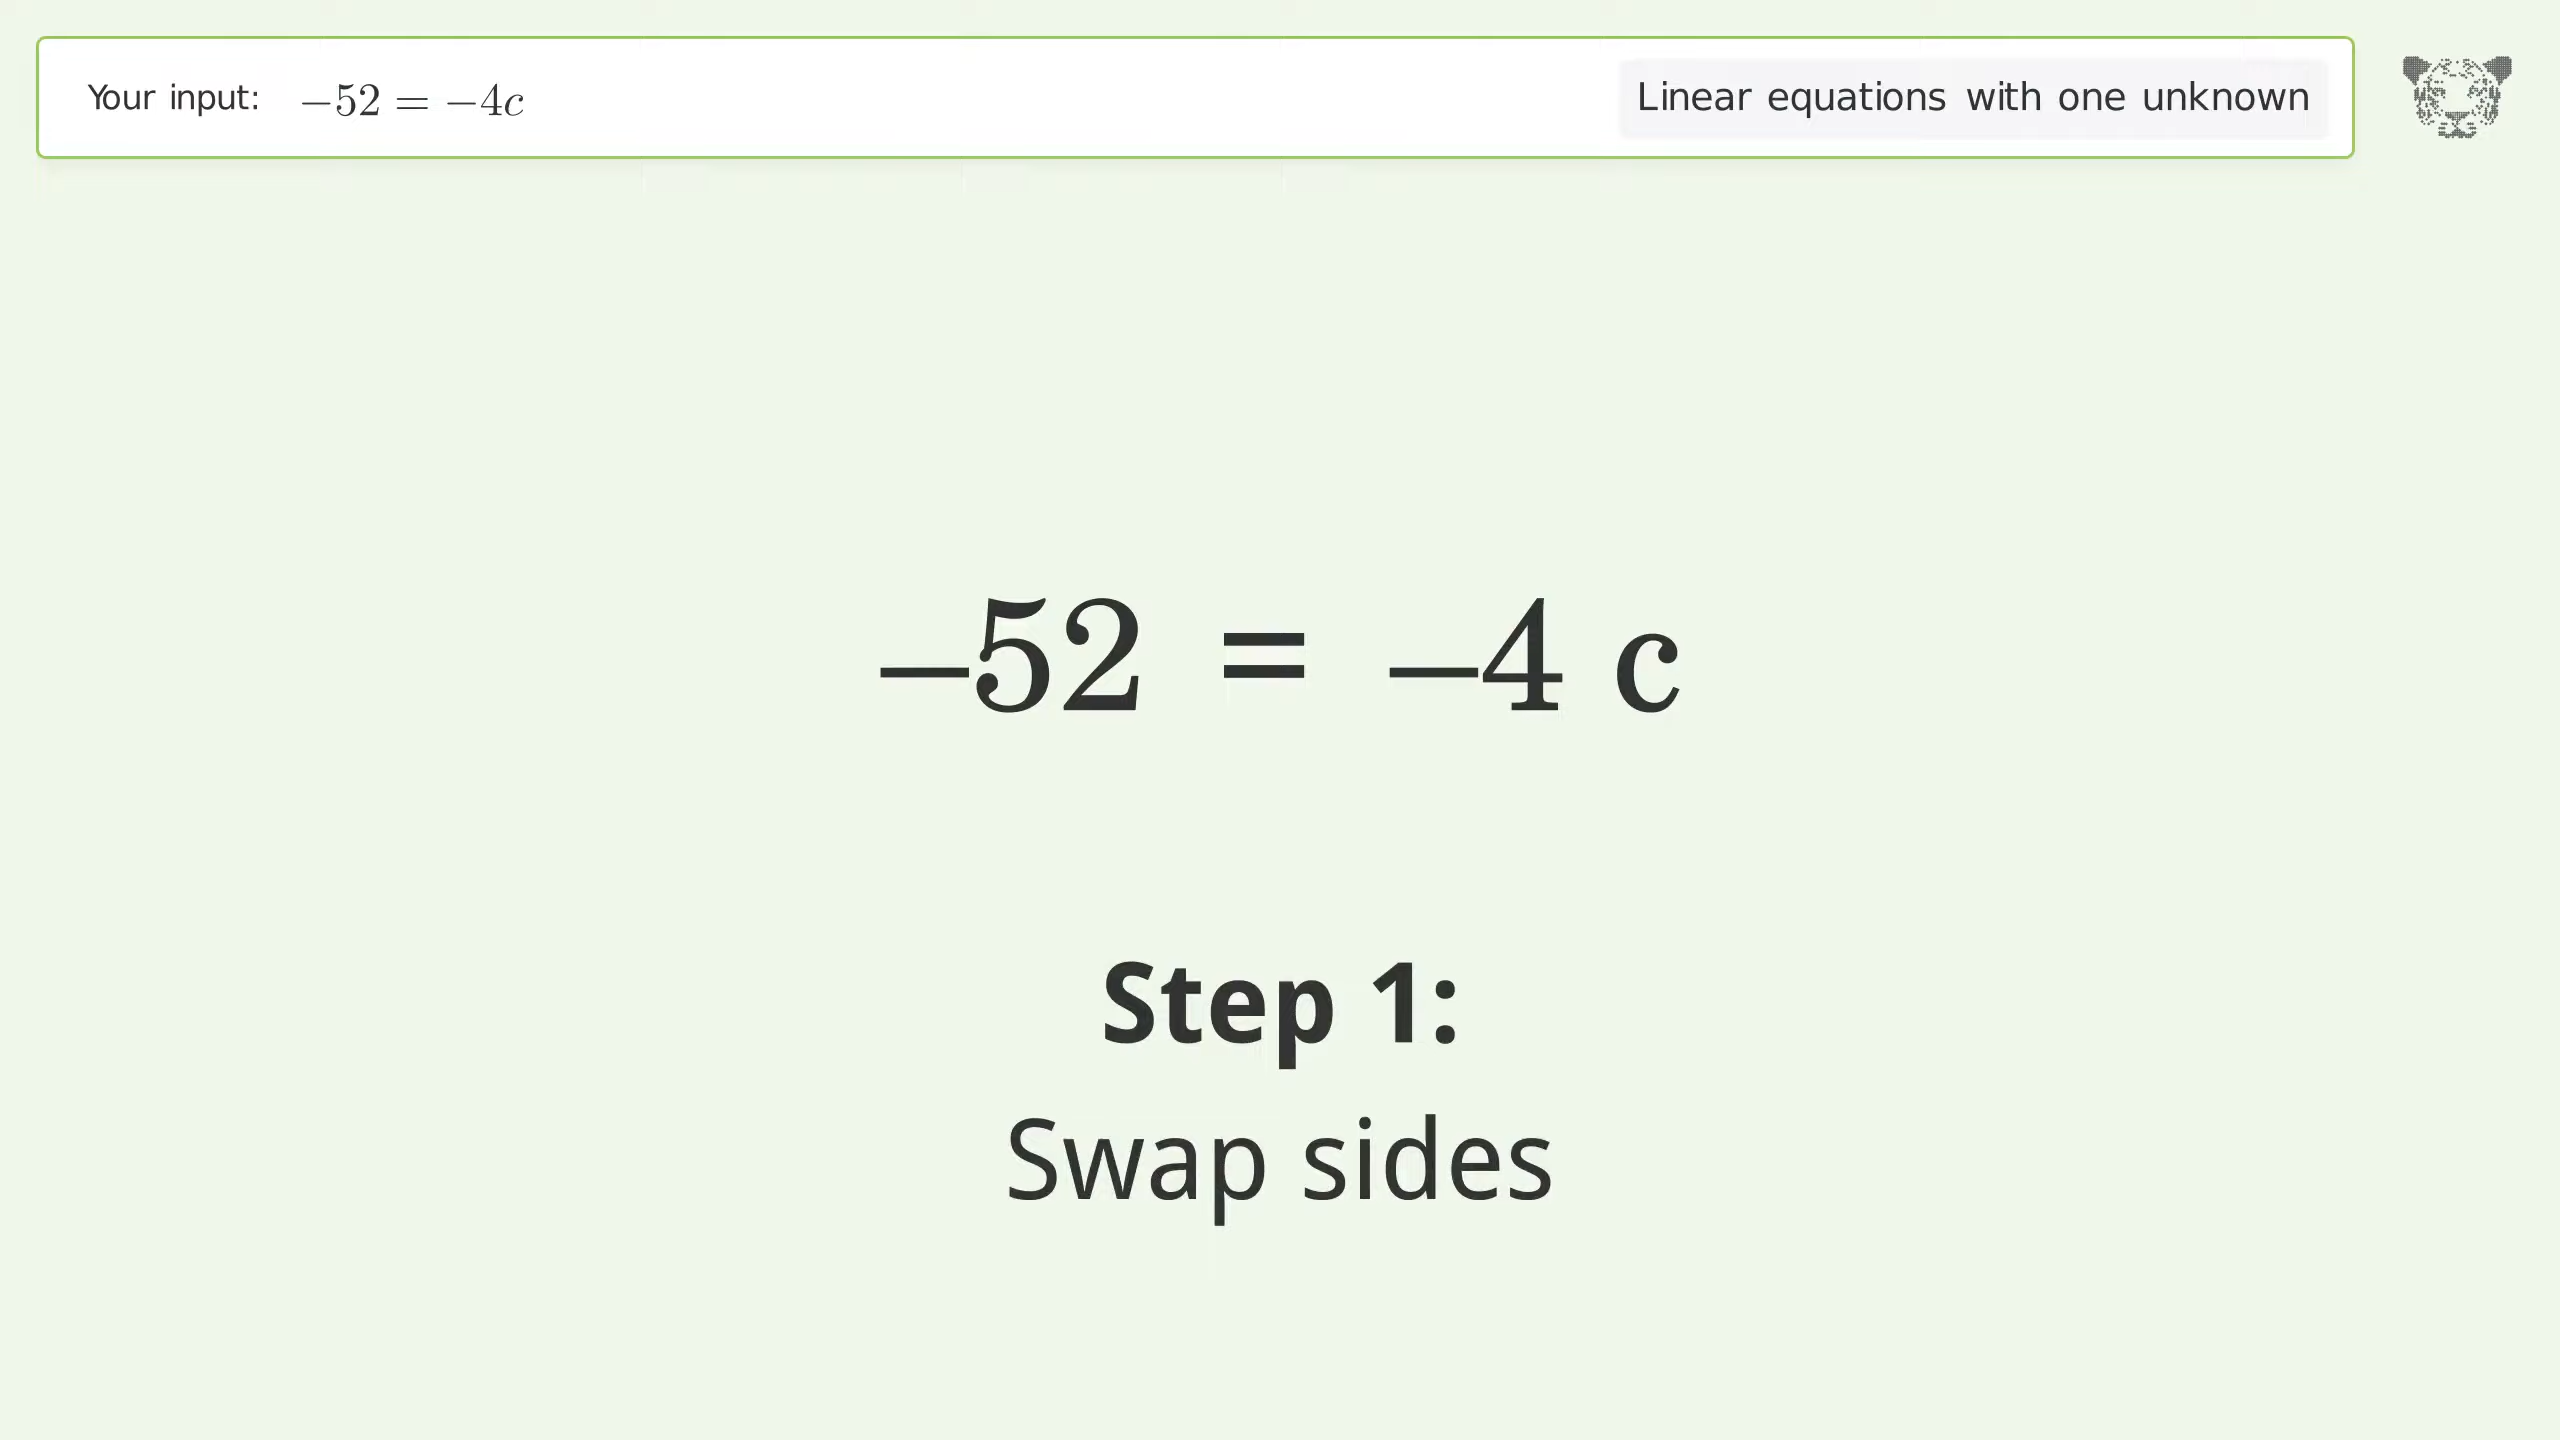 Your input: −52 = −4c
Linear equations with one unknown
−52 = −4 c
Step 1:
Swap sides